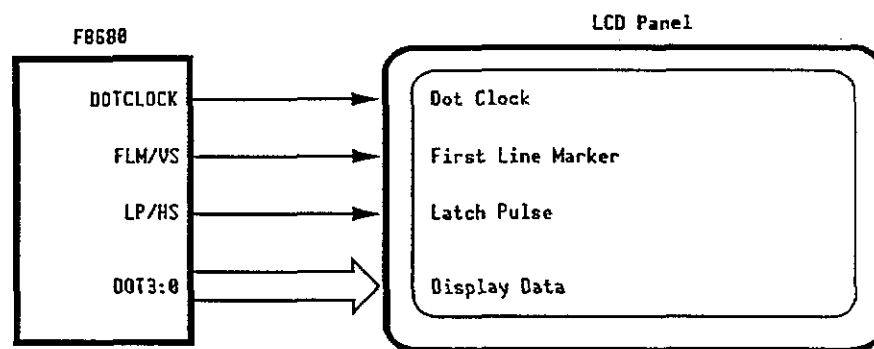 LCD Panel
F8680
DOTCLOCK
Dot Clock
FLM/VS
First Line Marker
LP/HS
Latch Pulse
DOT3:0
Display Data